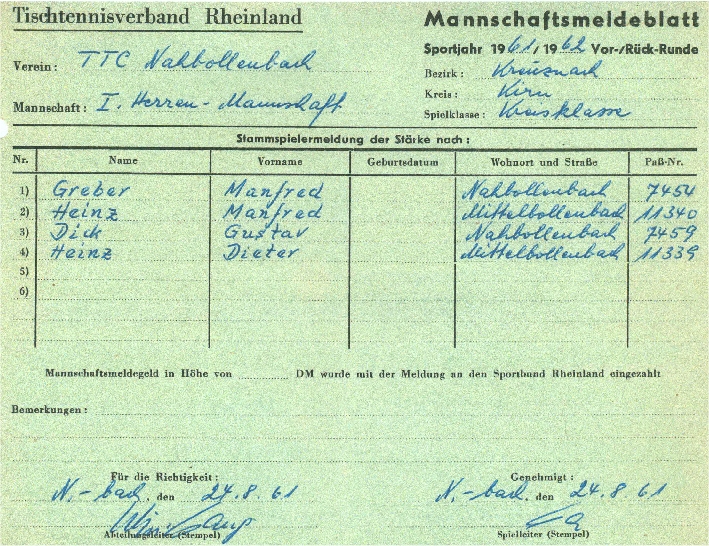 Tischtennisverband Rheinland
Mannschaftsmeldeblatt
Sportjahr 1961/1962 Vor-/Rück-Runde
Verein: TTC Nahbollenbach
Bezirk: Kreuznach
Kreis: Kirn
Mannschaft: I. Herren-Mannschaft
Spielklasse: Kreisklasse
Stammspielermeldung der Stärke nach:
Nr. Name Vorname Geburtsdatum Wohnort und Straße Paß-Nr.
1) Greber Manfred Nahbollenbach 7454
2) Heinz Manfred Mittelbollenbach 11340
3) Dick Gustav Nahbollenbach 7459
4) Heinz Dieter Mittelbollenbach 11339
5)
6)
Mannschaftsmeldegeld in Höhe von DM wurde mit der Meldung an den Sportbund Rheinland eingezahlt
Bemerkungen:
Für die Richtigkeit: Genehmigt:
N.-bach, den 24.8.61 N.-bach, den 24.8.61
Abteilungsleiter (Stempel) Spielleiter (Stempel)